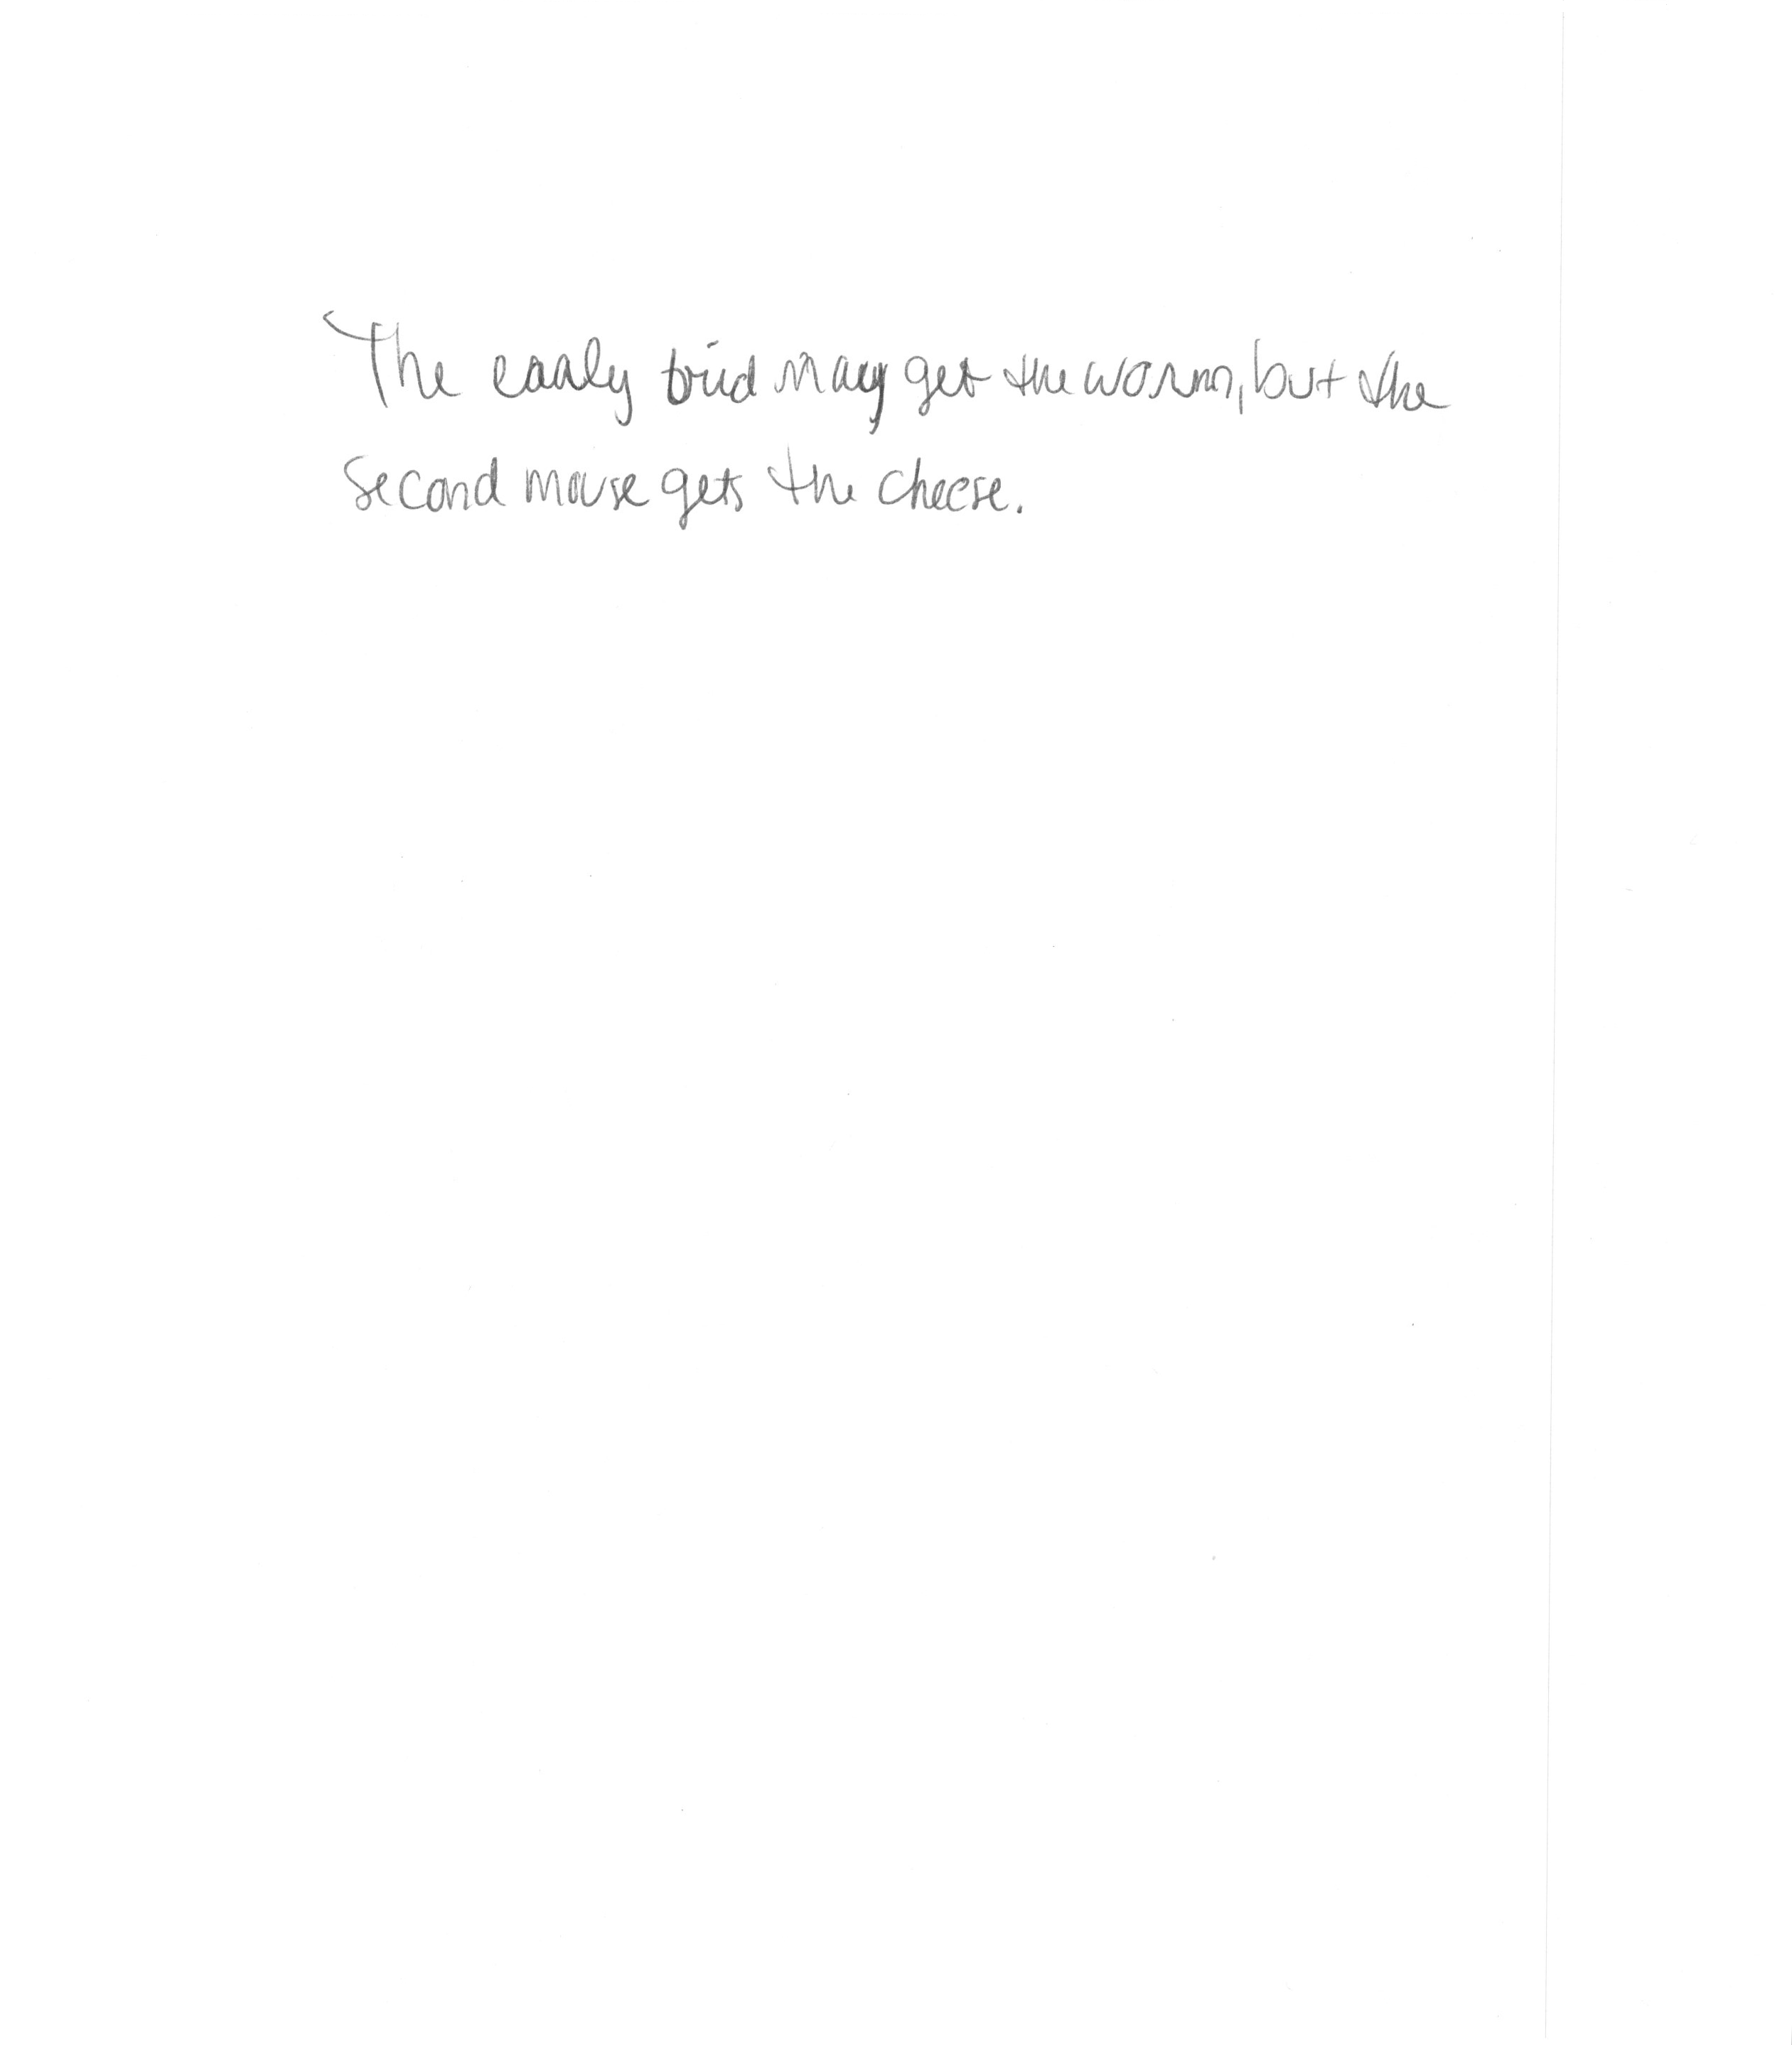 The early bird may get the worm, but the
second mouse gets the cheese.